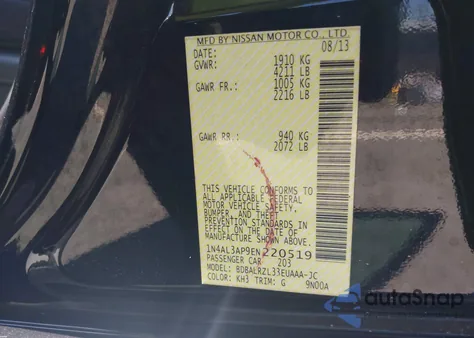 MFD BY NISSAN MOTOR CO., LTD.
DATE: 08/13
GVWR: 1910 KG
4211 LB
GAWR FR.: 1005 KG
2216 LB
GAWR RR.: 940 KG
2072 LB
THIS VEHICLE CONFORMS TO
ALL APPLICABLE FEDERAL
MOTOR VEHICLE SAFETY,
BUMPER, AND THEFT
PREVENTION STANDARDS IN
EFFECT ON THE DATE OF
MANUFACTURE SHOWN ABOVE.
1N4AL3AP9EN220519
PASSENGER CAR 203
MODEL: BDBALRZL33EUAAA-JC
COLOR: KH3 TRIM: G 9N00A
autoSnap